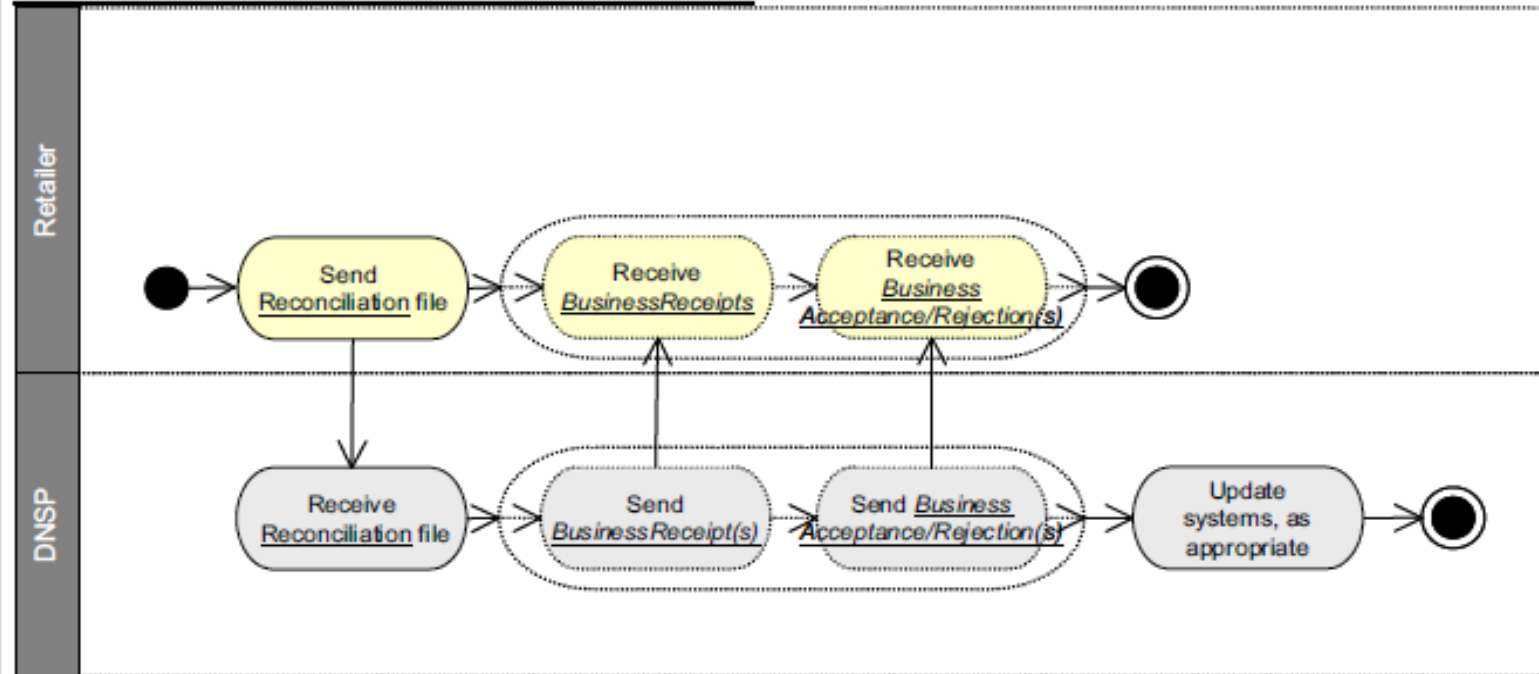 Retailer
Send
Reconciliation file
Receive
BusinessReceipts
Receive
Business
Acceptance/Rejection(s)
DNSP
Receive
Reconciliation file
Send
BusinessReceipt(s)
Send Business
Acceptance/Rejection(s)
Update
systems, as
appropriate